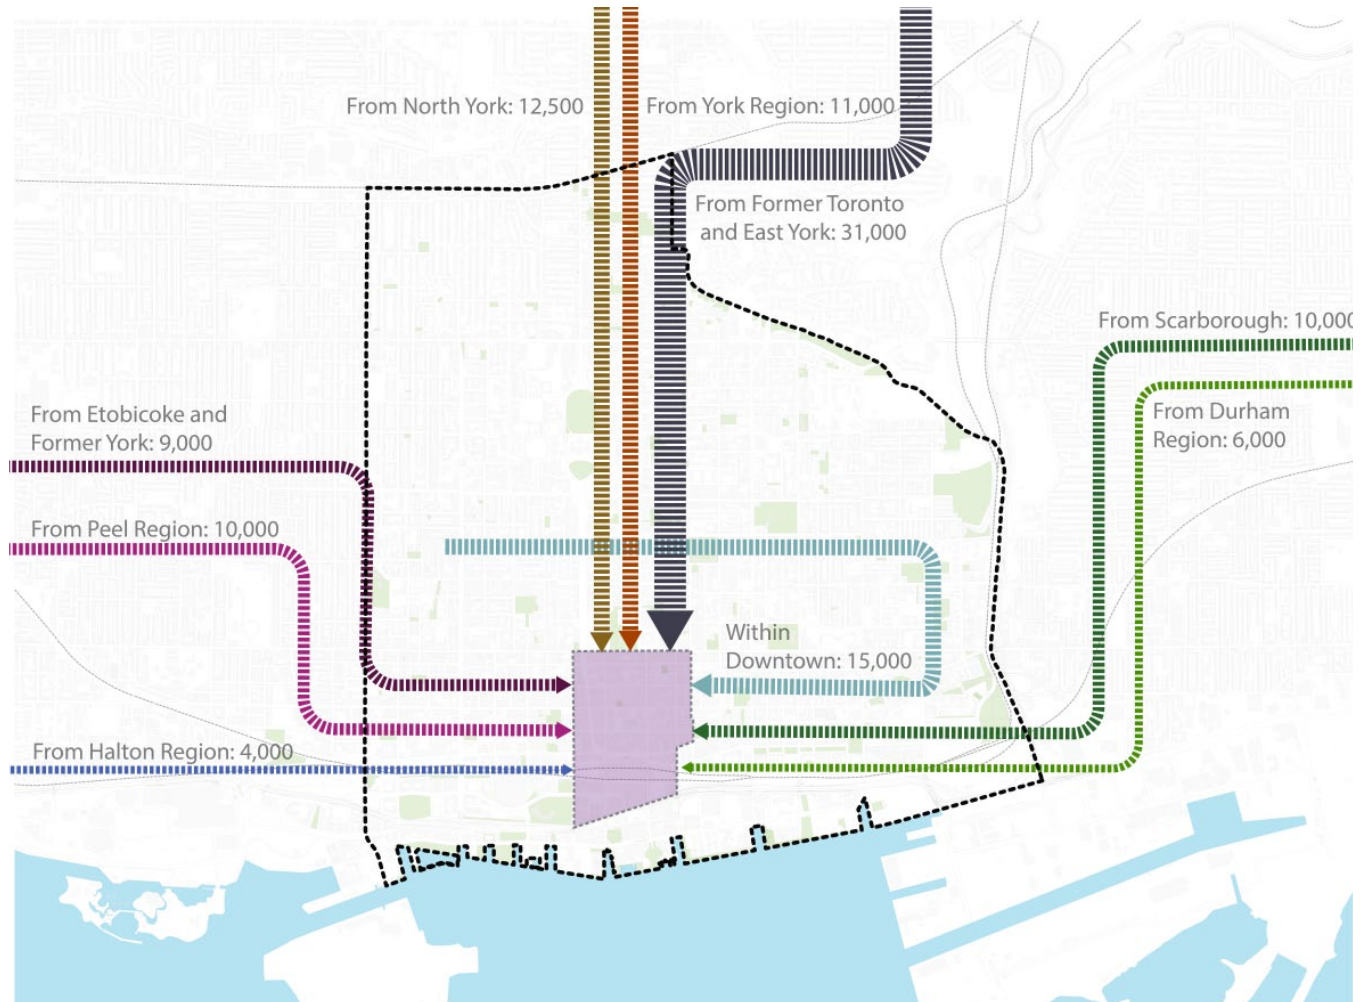 From North York: 12,500
From York Region: 11,000
From Former Toronto
and East York: 31,000
From Scarborough: 10,000
From Durham
Region: 6,000
From Etobicoke and
Former York: 9,000
From Peel Region: 10,000
Within
Downtown: 15,000
From Halton Region: 4,000